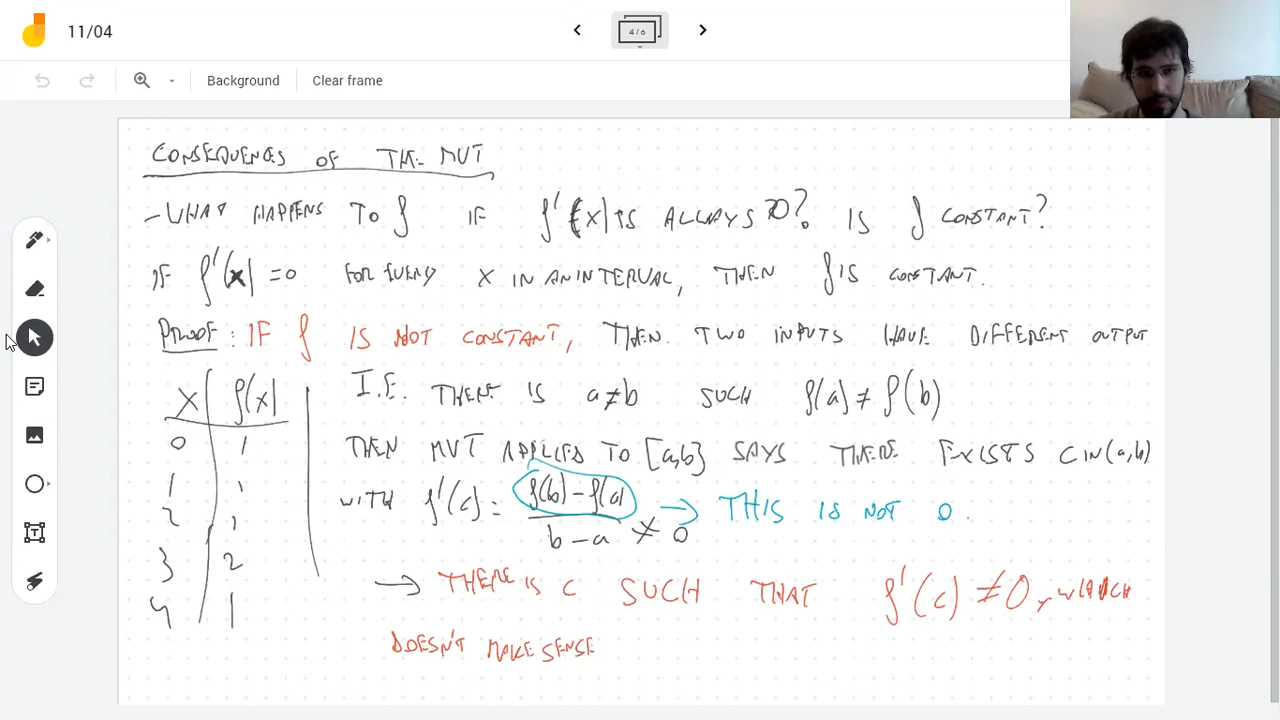 11/04
4 / 6
Background
Clear frame
CONSEQUENCES OF THE MVT
- WHAT HAPPENS TO f IF f'(x) IS ALWAYS 0? IS f CONSTANT?
IF f'(x) = 0 FOR EVERY X IN AN INTERVAL, THEN f IS CONSTANT.
PROOF: IF f IS NOT CONSTANT, THEN TWO INPUTS HAVE DIFFERENT OUTPUT
I.E. THERE IS a≠b SUCH f(a) ≠ f(b)
THEN MVT APPLIED TO [a,b] SAYS THERE EXISTS C IN (a,b)
WITH f'(c) = f(b) - f(a) / b - a ≠ 0 → THIS IS NOT 0.
→ THERE IS C SUCH THAT f'(c) ≠ 0, WHICH
DOESN'T MAKE SENSE
X f(x)
0 1
1 1
2 1
3 2
4 1